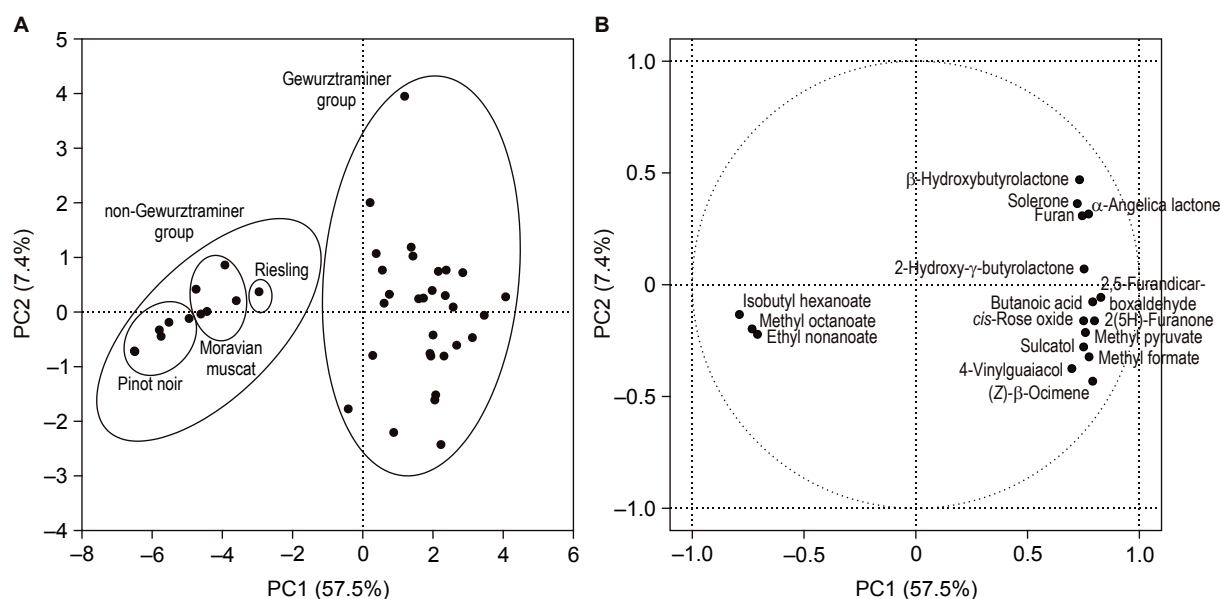 A
5
4
3
2
1
0
–1
–2
–3
–4
PC2 (7.4%)
–8
–6
–4
–2
0
2
4
6
PC1 (57.5%)
Gewurztraminer
group
non-Gewurztraminer
group
Riesling
Moravian
muscat
Pinot noir
B
1.0
0.5
0
–0.5
–1.0
PC2 (7.4%)
–1.0
–0.5
0
0.5
1.0
PC1 (57.5%)
β-Hydroxybutyrolactone
Solerone
α-Angelica lactone
Furan
2-Hydroxy-γ-butyrolactone
2,5-Furandicar-
boxaldehyde
Butanoic acid
cis-Rose oxide
2(5H)-Furanone
Methyl pyruvate
Sulcatol
Methyl formate
4-Vinylguaiacol
(Z)-β-Ocimene
Isobutyl hexanoate
Methyl octanoate
Ethyl nonanoate